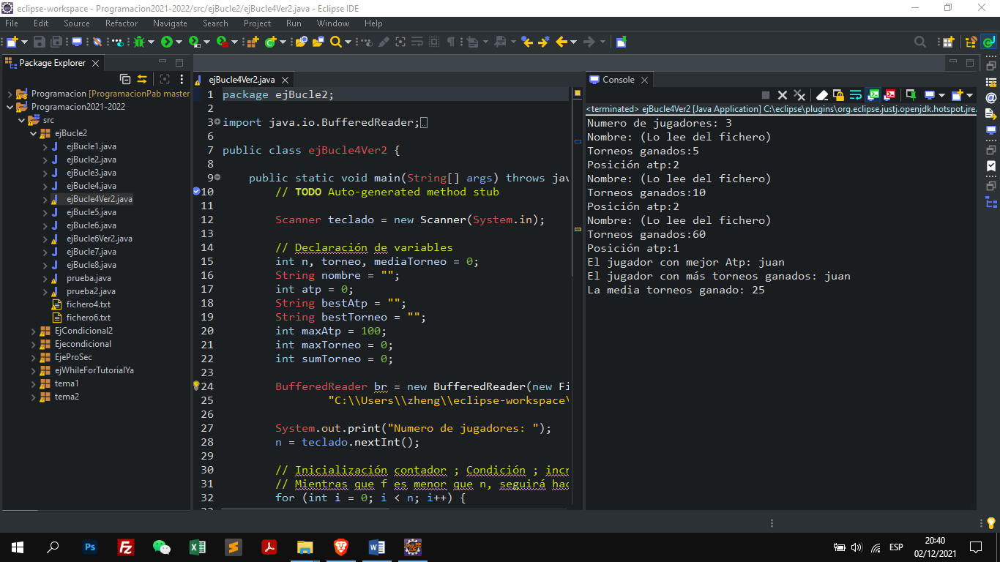 eclipse-workspace - Programacion2021-2022/src/ejBucle2/ejBucle4Ver2.java - Eclipse IDE
File Edit Source Refactor Navigate Search Project Run Window Help
Package Explorer
Programacion [ProgramacionPab master
Programacion2021-2022
src
ejBucle2
ejBucle1.java
ejBucle2.java
ejBucle3.java
ejBucle4.java
ejBucle4Ver2.java
ejBucle5.java
ejBucle6.java
ejBucle6Ver2.java
ejBucle7.java
ejBucle8.java
prueba.java
prueba2.java
fichero4.txt
fichero6.txt
EjCondicional2
Ejecondicional
EjeProSec
ejWhileForTutorialYa
tema1
tema2
ejBucle4Ver2.java
1 package ejBucle2;
2
3 import java.io.BufferedReader;
6
7 public class ejBucle4Ver2 {
8
9 public static void main(String[] args) throws jav
10 // TODO Auto-generated method stub
11
12 Scanner teclado = new Scanner(System.in);
13
14 // Declaración de variables
15 int n, torneo, mediaTorneo = 0;
16 String nombre = "";
17 int atp = 0;
18 String bestAtp = "";
19 String bestTorneo = "";
20 int maxAtp = 100;
21 int maxTorneo = 0;
22 int sumTorneo = 0;
23
24 BufferedReader br = new BufferedReader(new Fi
25 "C:\\Users\\zheng\\eclipse-workspace\
26
27 System.out.print("Numero de jugadores: ");
28 n = teclado.nextInt();
29
30 // Inicialización contador ; Condición ; incr
31 // Mientras que f es menor que n, seguirá hac
32 for (int i = 0; i < n; i++) {
33
Console
<terminated> ejBucle4Ver2 [Java Application] C:\eclipse\plugins\org.eclipse.justj.openjdk.hotspot.jre.
Numero de jugadores: 3
Nombre: (Lo lee del fichero)
Torneos ganados:5
Posición atp:2
Nombre: (Lo lee del fichero)
Torneos ganados:10
Posición atp:2
Nombre: (Lo lee del fichero)
Torneos ganados:60
Posición atp:1
El jugador con mejor Atp: juan
El jugador con más torneos ganados: juan
La media torneos ganado: 25
Ps
Fz
ESP
20:40
02/12/2021